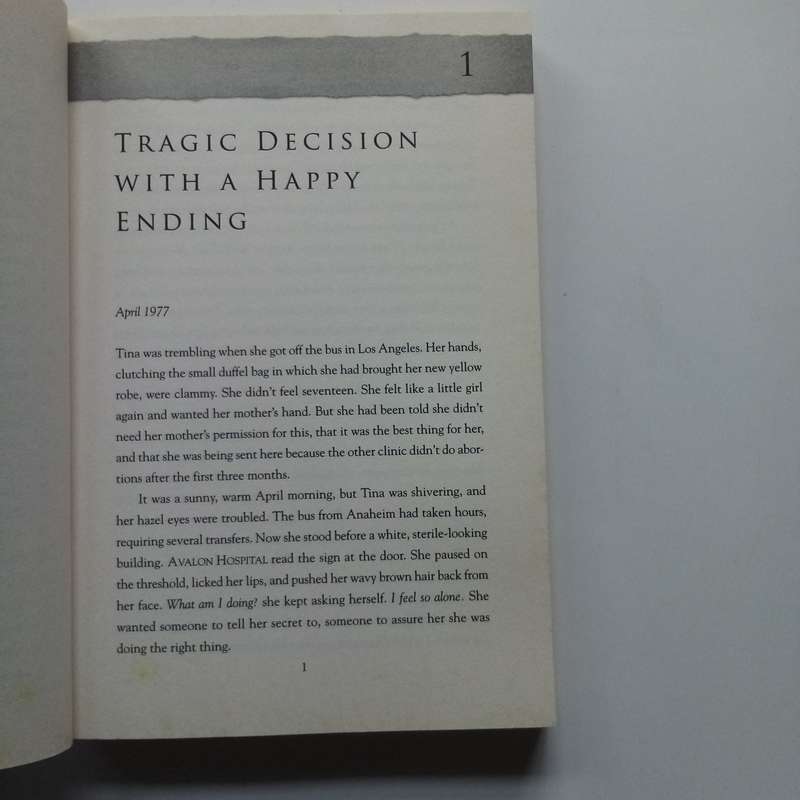 1
TRAGIC DECISION
WITH A HAPPY
ENDING
April 1977
Tina was trembling when she got off the bus in Los Angeles. Her hands,
clutching the small duffel bag in which she had brought her new yellow
robe, were clammy. She didn't feel seventeen. She felt like a little girl
again and wanted her mother's hand. But she had been told she didn't
need her mother's permission for this, that it was the best thing for her,
and that she was being sent here because the other clinic didn't do abor-
tions after the first three months.
It was a sunny, warm April morning, but Tina was shivering, and
her hazel eyes were troubled. The bus from Anaheim had taken hours,
requiring several transfers. Now she stood before a white, sterile-looking
building. AVALON HOSPITAL read the sign at the door. She paused on
the threshold, licked her lips, and pushed her wavy brown hair back from
her face. What am I doing? she kept asking herself. I feel so alone. She
wanted someone to tell her secret to, someone to assure her she was
doing the right thing.
1